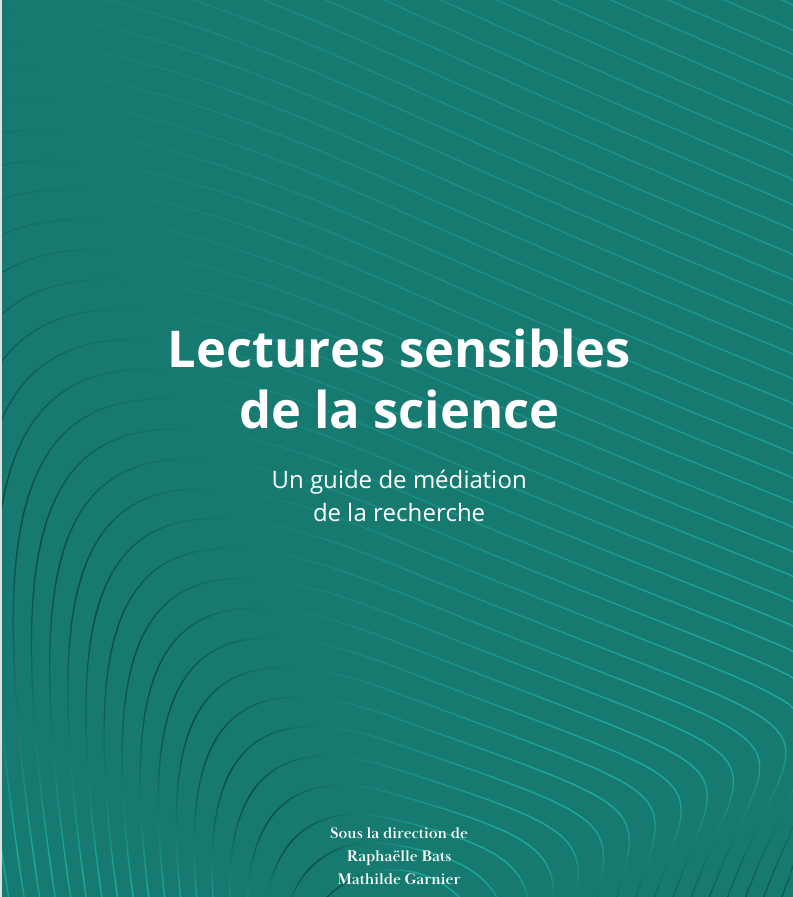 Lectures sensibles
de la science
Un guide de médiation
de la recherche
Sous la direction de
Raphaëlle Bats
Mathilde Garnier